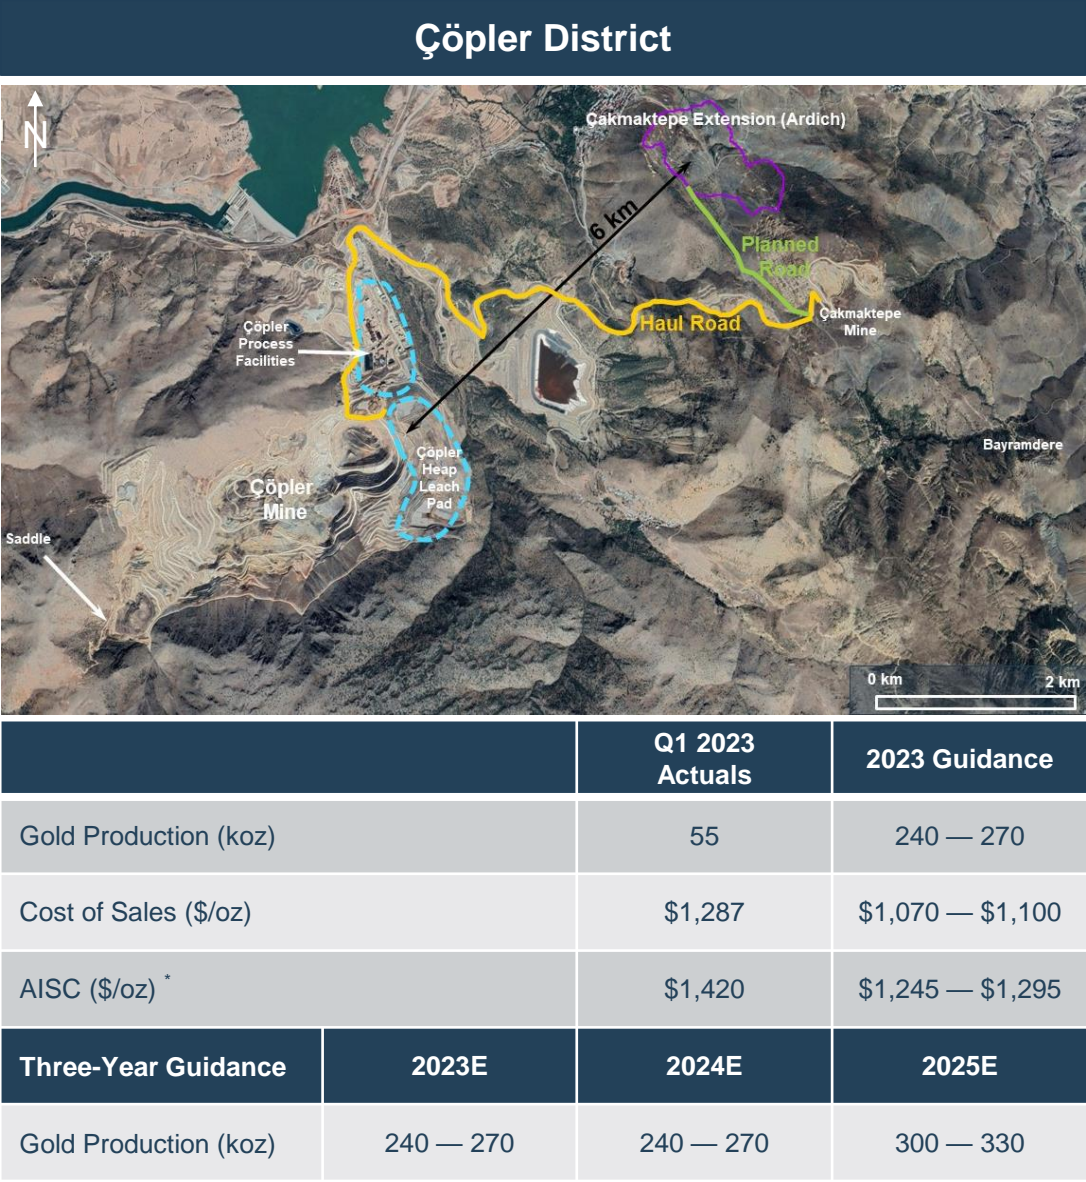 Çöpler District
N
Çakmaktepe Extension (Ardich)
6 km
Planned
Road
Haul Road
Çakmaktepe
Mine
Çöpler
Process
Facilities
Bayramdere
Çöpler
Heap
Leach
Pad
Çöpler
Mine
Saddle
0 km 2 km
Q1 2023
Actuals
2023 Guidance
Gold Production (koz) 55 240 — 270
Cost of Sales ($/oz) $1,287 $1,070 — $1,100
AISC ($/oz) * $1,420 $1,245 — $1,295
Three-Year Guidance 2023E 2024E 2025E
Gold Production (koz) 240 — 270 240 — 270 300 — 330